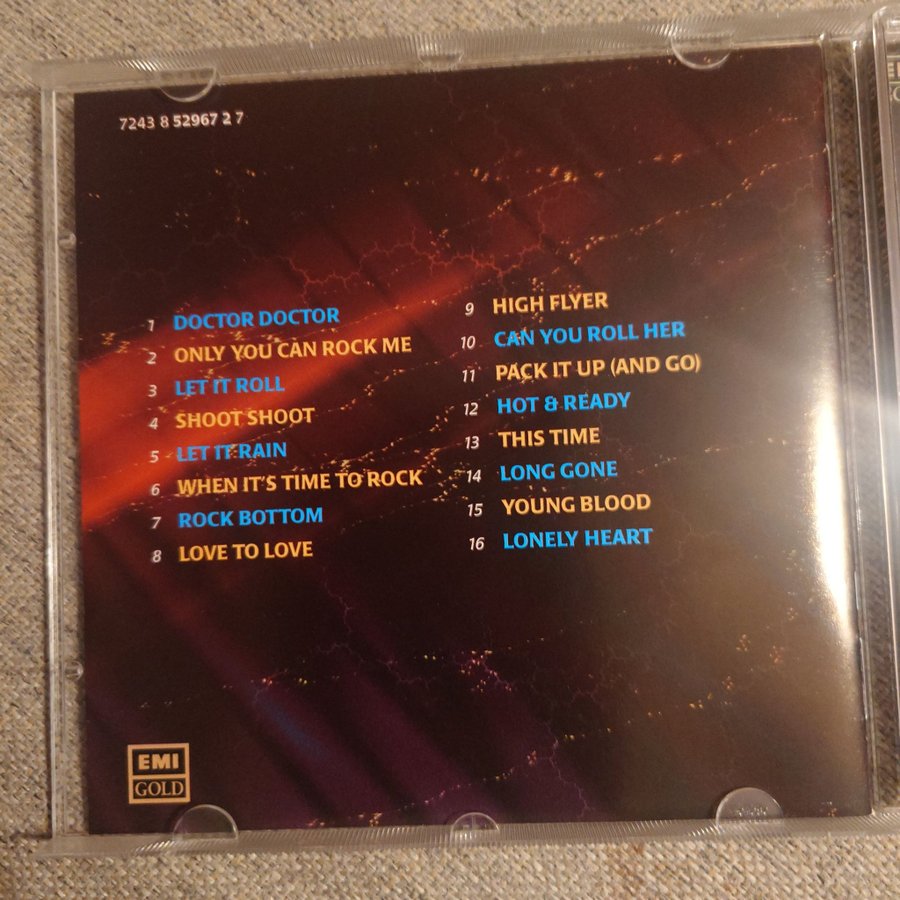 7243 8 52967 2 7
1 DOCTOR DOCTOR
2 ONLY YOU CAN ROCK ME
3 LET IT ROLL
4 SHOOT SHOOT
5 LET IT RAIN
6 WHEN IT'S TIME TO ROCK
7 ROCK BOTTOM
8 LOVE TO LOVE
9 HIGH FLYER
10 CAN YOU ROLL HER
11 PACK IT UP (AND GO)
12 HOT & READY
13 THIS TIME
14 LONG GONE
15 YOUNG BLOOD
16 LONELY HEART
EMI
GOLD